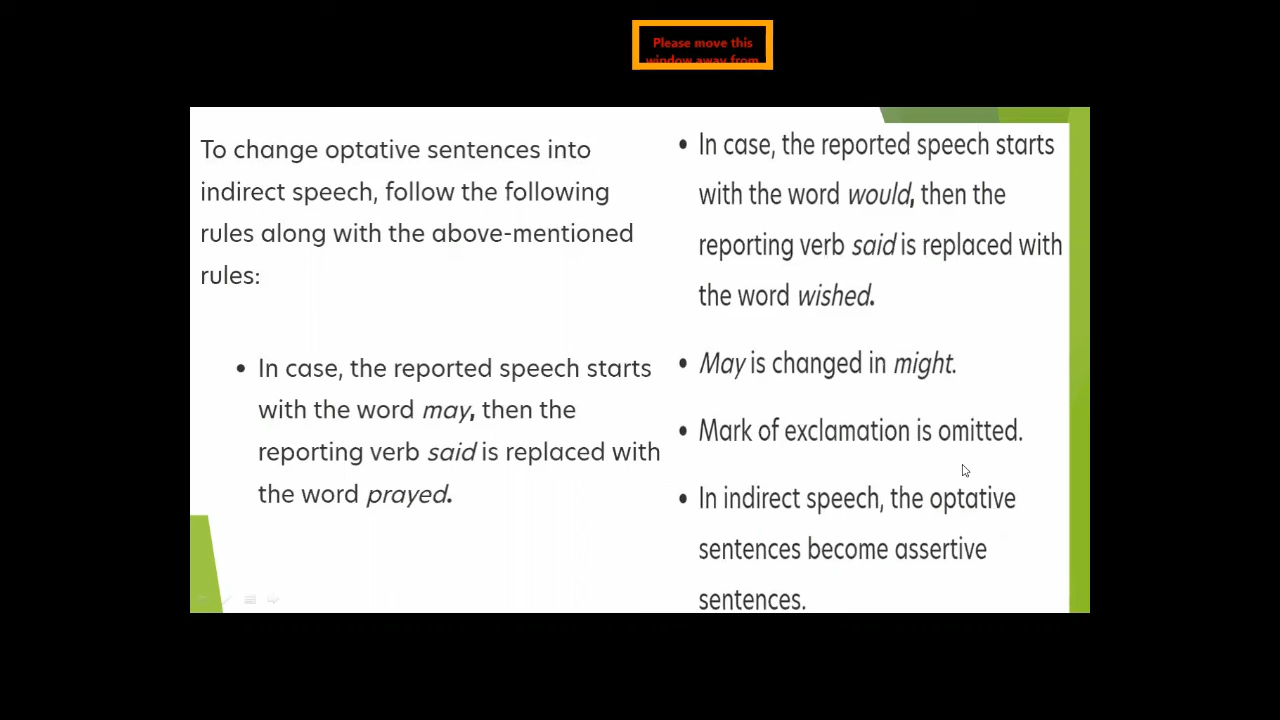 Please move this
window away from
To change optative sentences into
indirect speech, follow the following
rules along with the above-mentioned
rules:
• In case, the reported speech starts
with the word may, then the
reporting verb said is replaced with
the word prayed.
• In case, the reported speech starts
with the word would, then the
reporting verb said is replaced with
the word wished.
• May is changed in might.
• Mark of exclamation is omitted.
• In indirect speech, the optative
sentences become assertive
sentences.